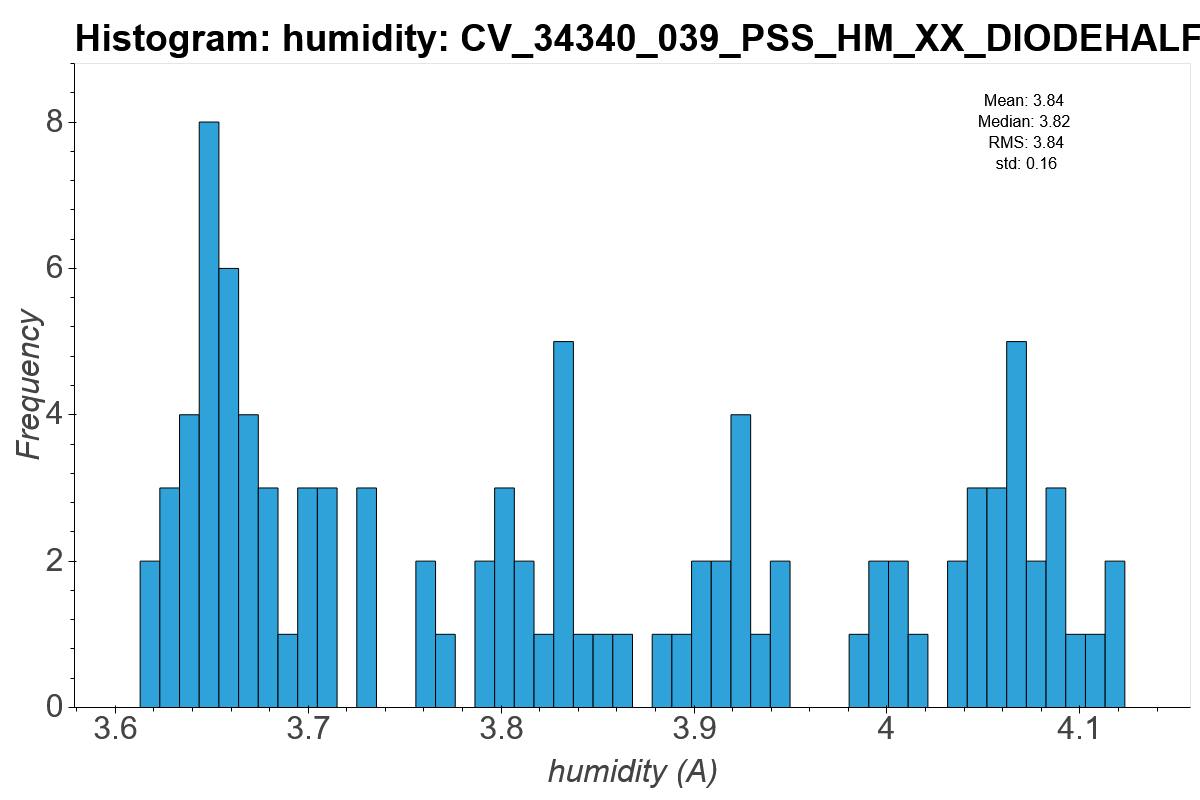 Histogram: humidity: CV_34340_039_PSS_HM_XX_DIODEHALF
Mean: 3.84
Median: 3.82
RMS: 3.84
std: 0.16
8
6
4
2
0
Frequency
3.6 3.7 3.8 3.9 4 4.1
humidity (A)